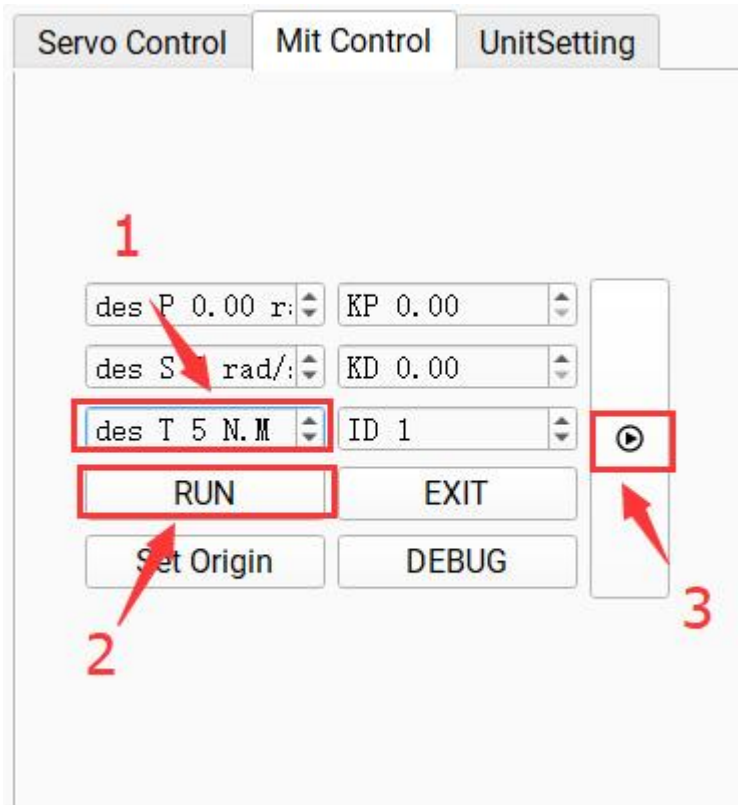 Servo Control Mit Control UnitSetting
1
des P 0.00 r KP 0.00
des S rad/ KD 0.00
des T 5 N.M ID 1
RUN EXIT
Set Origin DEBUG
2
3